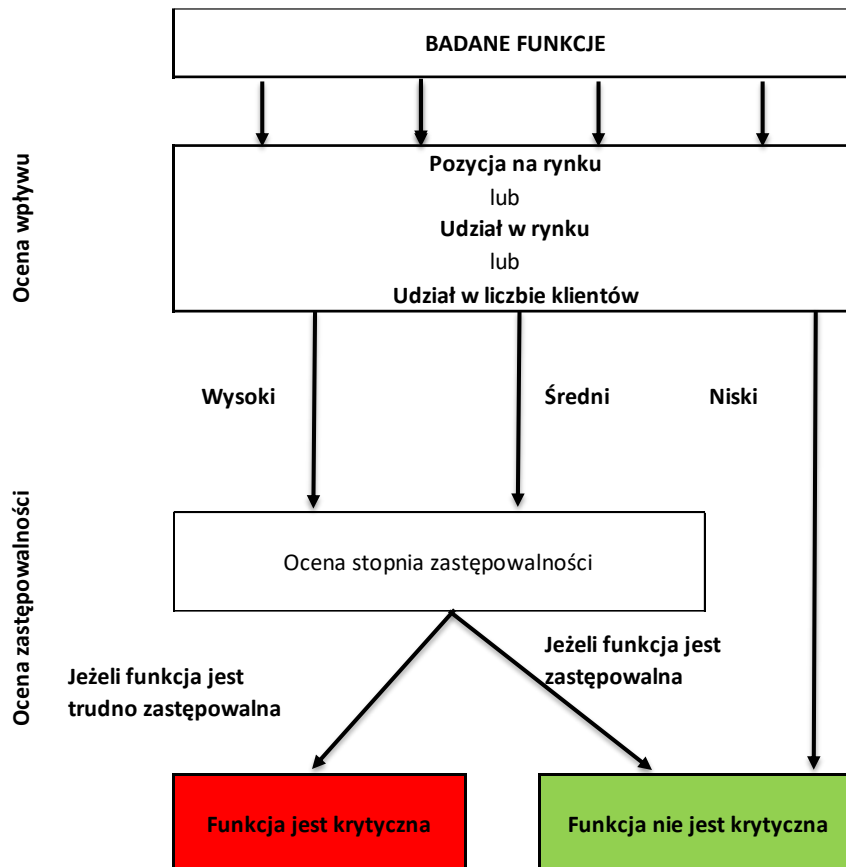 BADANE FUNKCJE
Ocena wpływu
Pozycja na rynku
lub
Udział w rynku
lub
Udział w liczbie klientów
Wysoki
Średni
Niski
Ocena zastępowalności
Ocena stopnia zastępowalności
Jeżeli funkcja jest
trudno zastępowalna
Jeżeli funkcja jest
zastępowalna
Funkcja jest krytyczna
Funkcja nie jest krytyczna